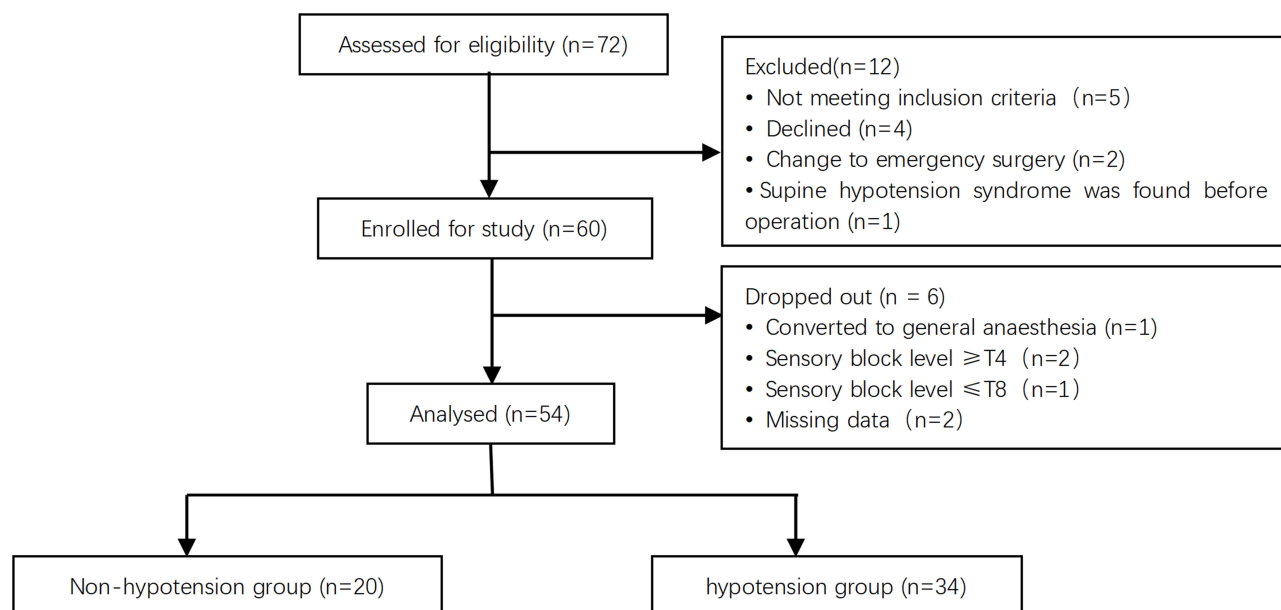 Assessed for eligibility (n=72)
Excluded(n=12)
• Not meeting inclusion criteria（n=5）
• Declined (n=4)
• Change to emergency surgery (n=2)
• Supine hypotension syndrome was found before
operation (n=1)
Enrolled for study (n=60)
Dropped out (n = 6)
• Converted to general anaesthesia (n=1)
• Sensory block level ≥T4（n=2）
• Sensory block level ≤T8（n=1）
• Missing data（n=2）
Analysed (n=54)
Non-hypotension group (n=20)
hypotension group (n=34)